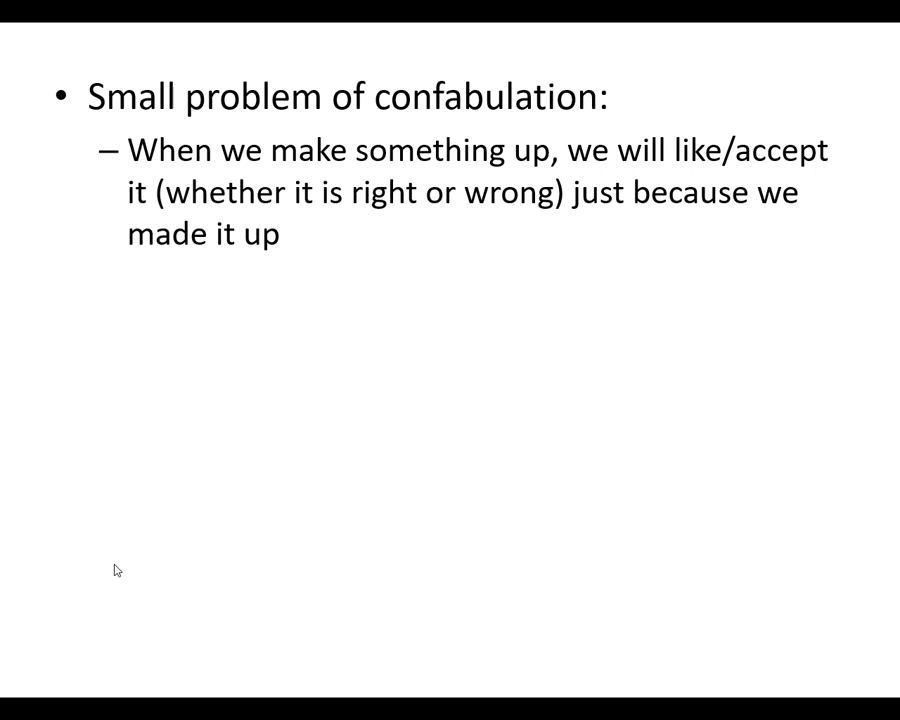 • Small problem of confabulation:
– When we make something up, we will like/accept
it (whether it is right or wrong) just because we
made it up